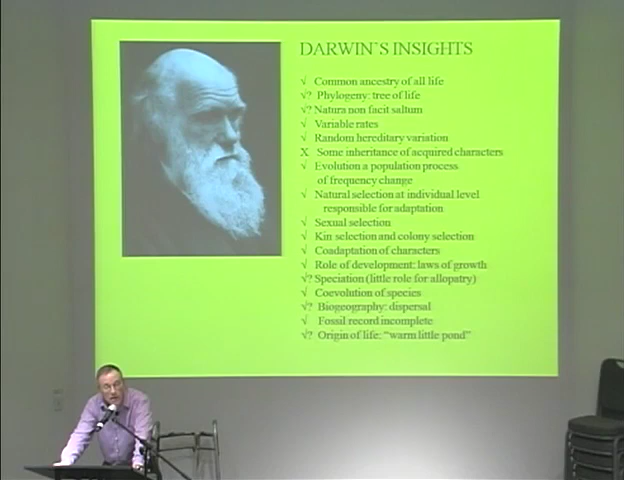 DARWIN`S INSIGHTS
√ Common ancestry of all life
√? Phylogeny: tree of life
√? Natura non facit saltum
√ Variable rates
√ Random hereditary variation
X Some inheritance of acquired characters
√ Evolution a population process
of frequency change
√ Natural selection at individual level
responsible for adaptation
√ Sexual selection
√ Kin selection and colony selection
√ Coadaptation of characters
√ Role of development: laws of growth
√? Speciation (little role for allopatry)
√ Coevolution of species
√? Biogeography: dispersal
√ Fossil record incomplete
√? Origin of life: “warm little pond”